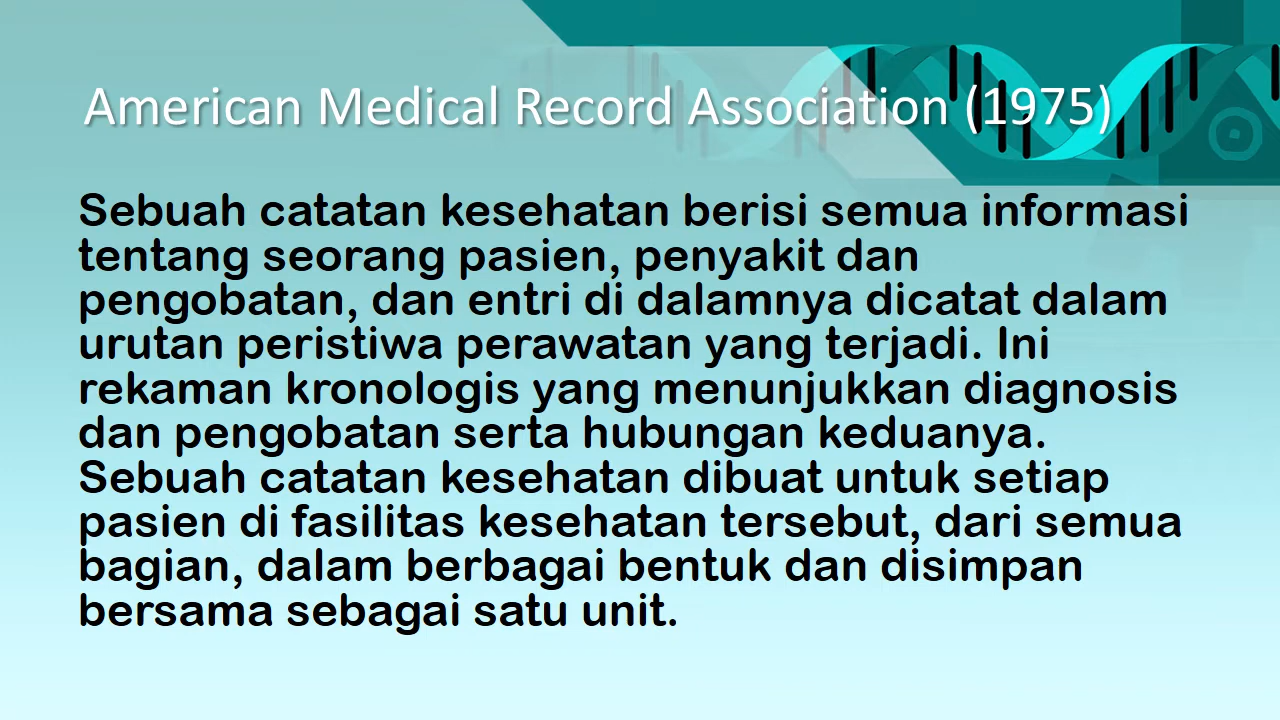 American Medical Record Association (1975)
Sebuah catatan kesehatan berisi semua informasi
tentang seorang pasien, penyakit dan
pengobatan, dan entri di dalamnya dicatat dalam
urutan peristiwa perawatan yang terjadi. Ini
rekaman kronologis yang menunjukkan diagnosis
dan pengobatan serta hubungan keduanya.
Sebuah catatan kesehatan dibuat untuk setiap
pasien di fasilitas kesehatan tersebut, dari semua
bagian, dalam berbagai bentuk dan disimpan
bersama sebagai satu unit.